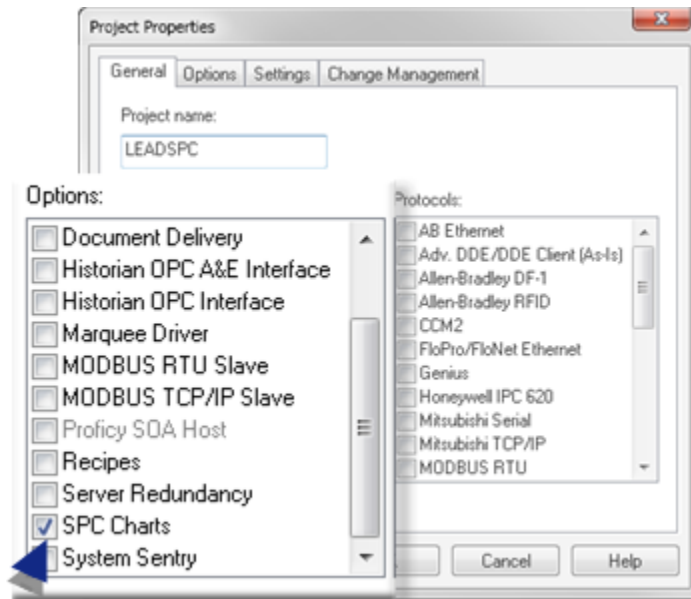 Project Properties
General Options Settings Change Management
Project name:
LEADSPC
Options:
Document Delivery
Historian OPC A&E Interface
Historian OPC Interface
Marquee Driver
MODBUS RTU Slave
MODBUS TCP/IP Slave
Proficy SOA Host
Recipes
Server Redundancy
SPC Charts
System Sentry
Protocols:
AB Ethernet
Adv. DDE/DDE Client (As-Is)
Allen-Bradley DF-1
Allen-Bradley RFID
CCM2
FloPro/FloNet Ethernet
Genius
Honeywell IPC 620
Mitsubishi Serial
Mitsubishi TCP/IP
MODBUS RTU
Cancel Help